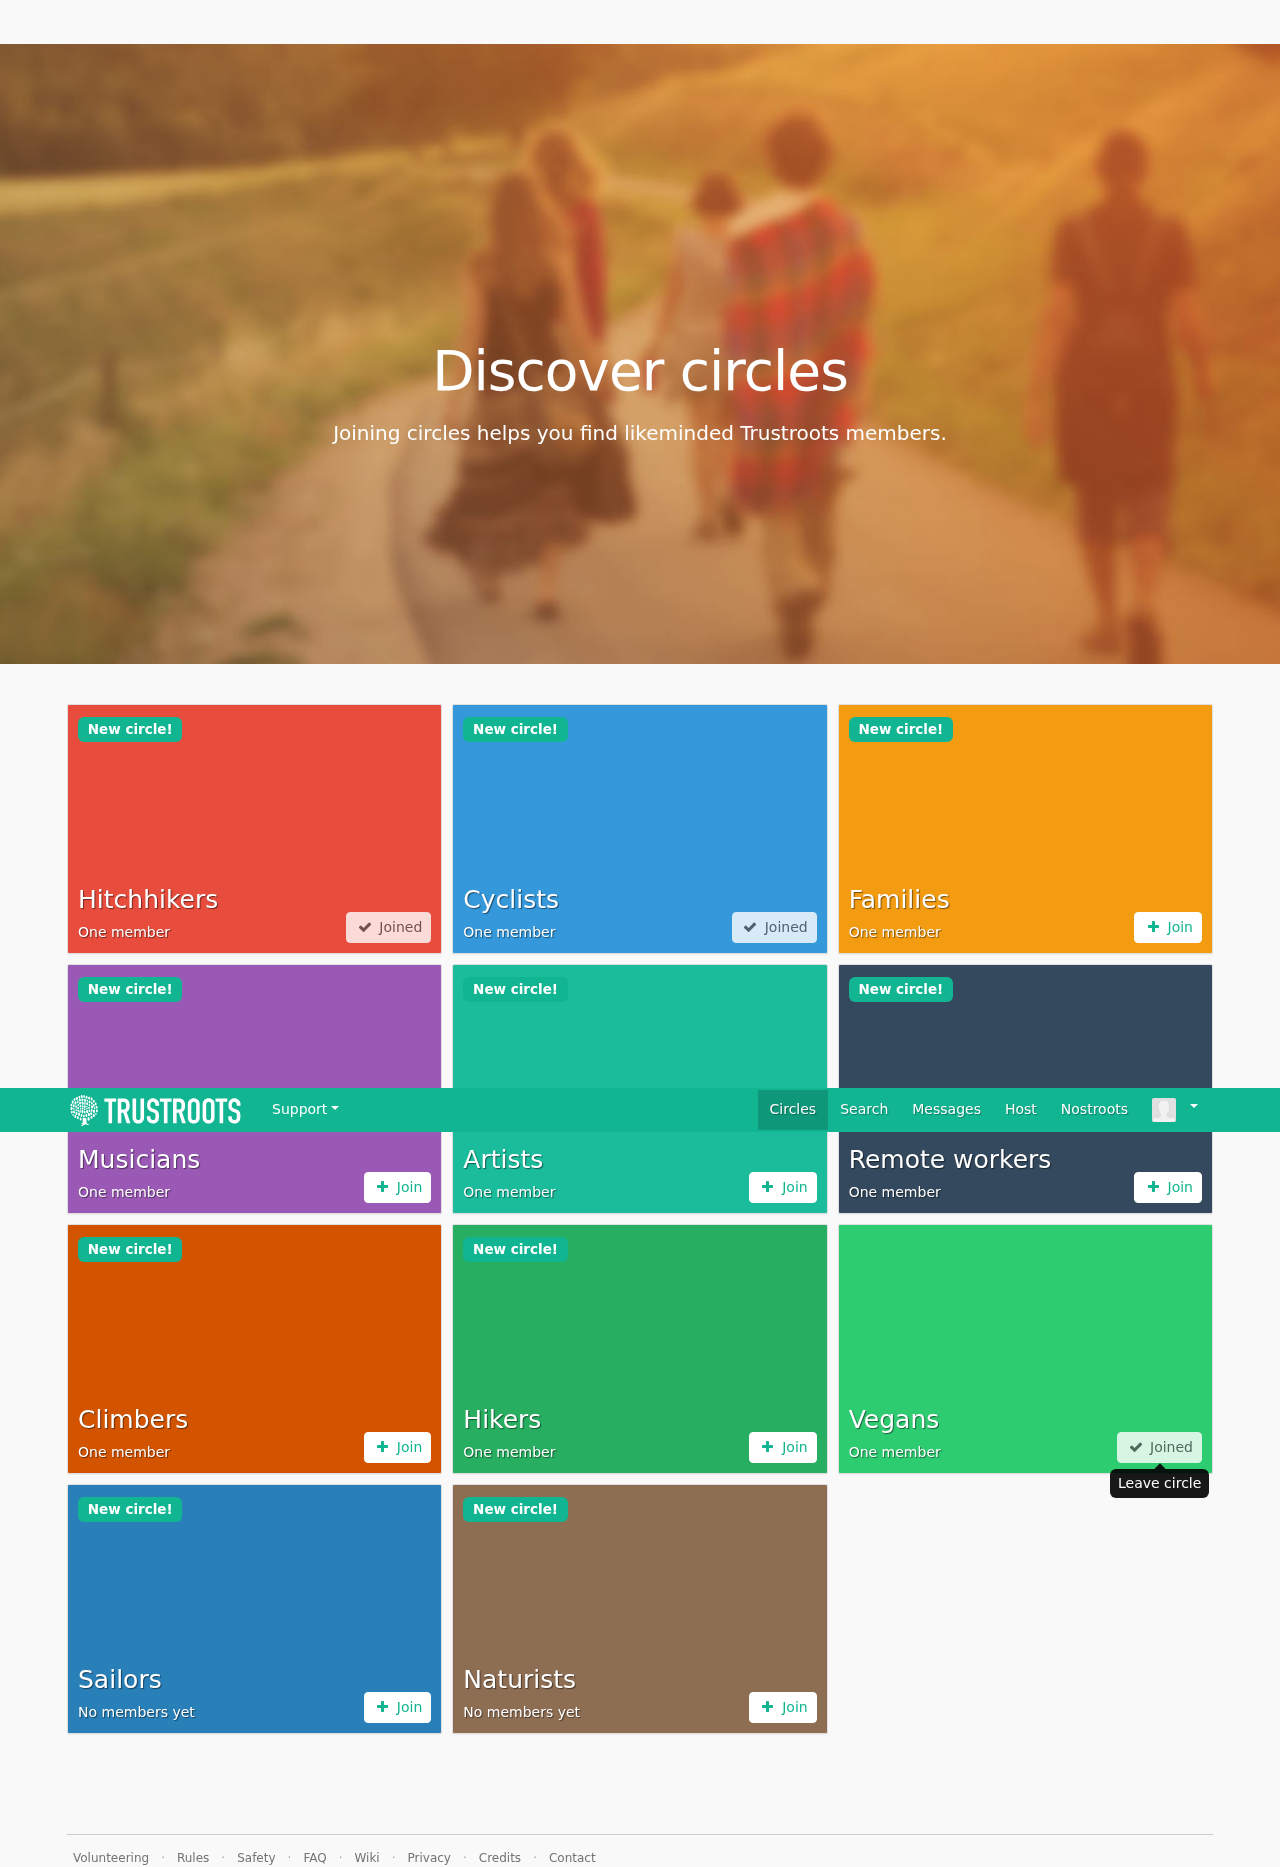 Discover circles
Joining circles helps you find likeminded Trustroots members.
New circle!
Hitchhikers
One member
Joined
New circle!
Cyclists
One member
Joined
New circle!
Families
One member
Join
New circle!
New circle!
New circle!
TRUSTROOTS Support Circles Search Messages Host Nostroots
Musicians
One member
Join
Artists
One member
Join
Remote workers
One member
Join
New circle!
Climbers
One member
Join
New circle!
Hikers
One member
Join
Vegans
One member
Joined
Leave circle
New circle!
Sailors
No members yet
Join
New circle!
Naturists
No members yet
Join
Volunteering · Rules · Safety · FAQ · Wiki · Privacy · Credits · Contact